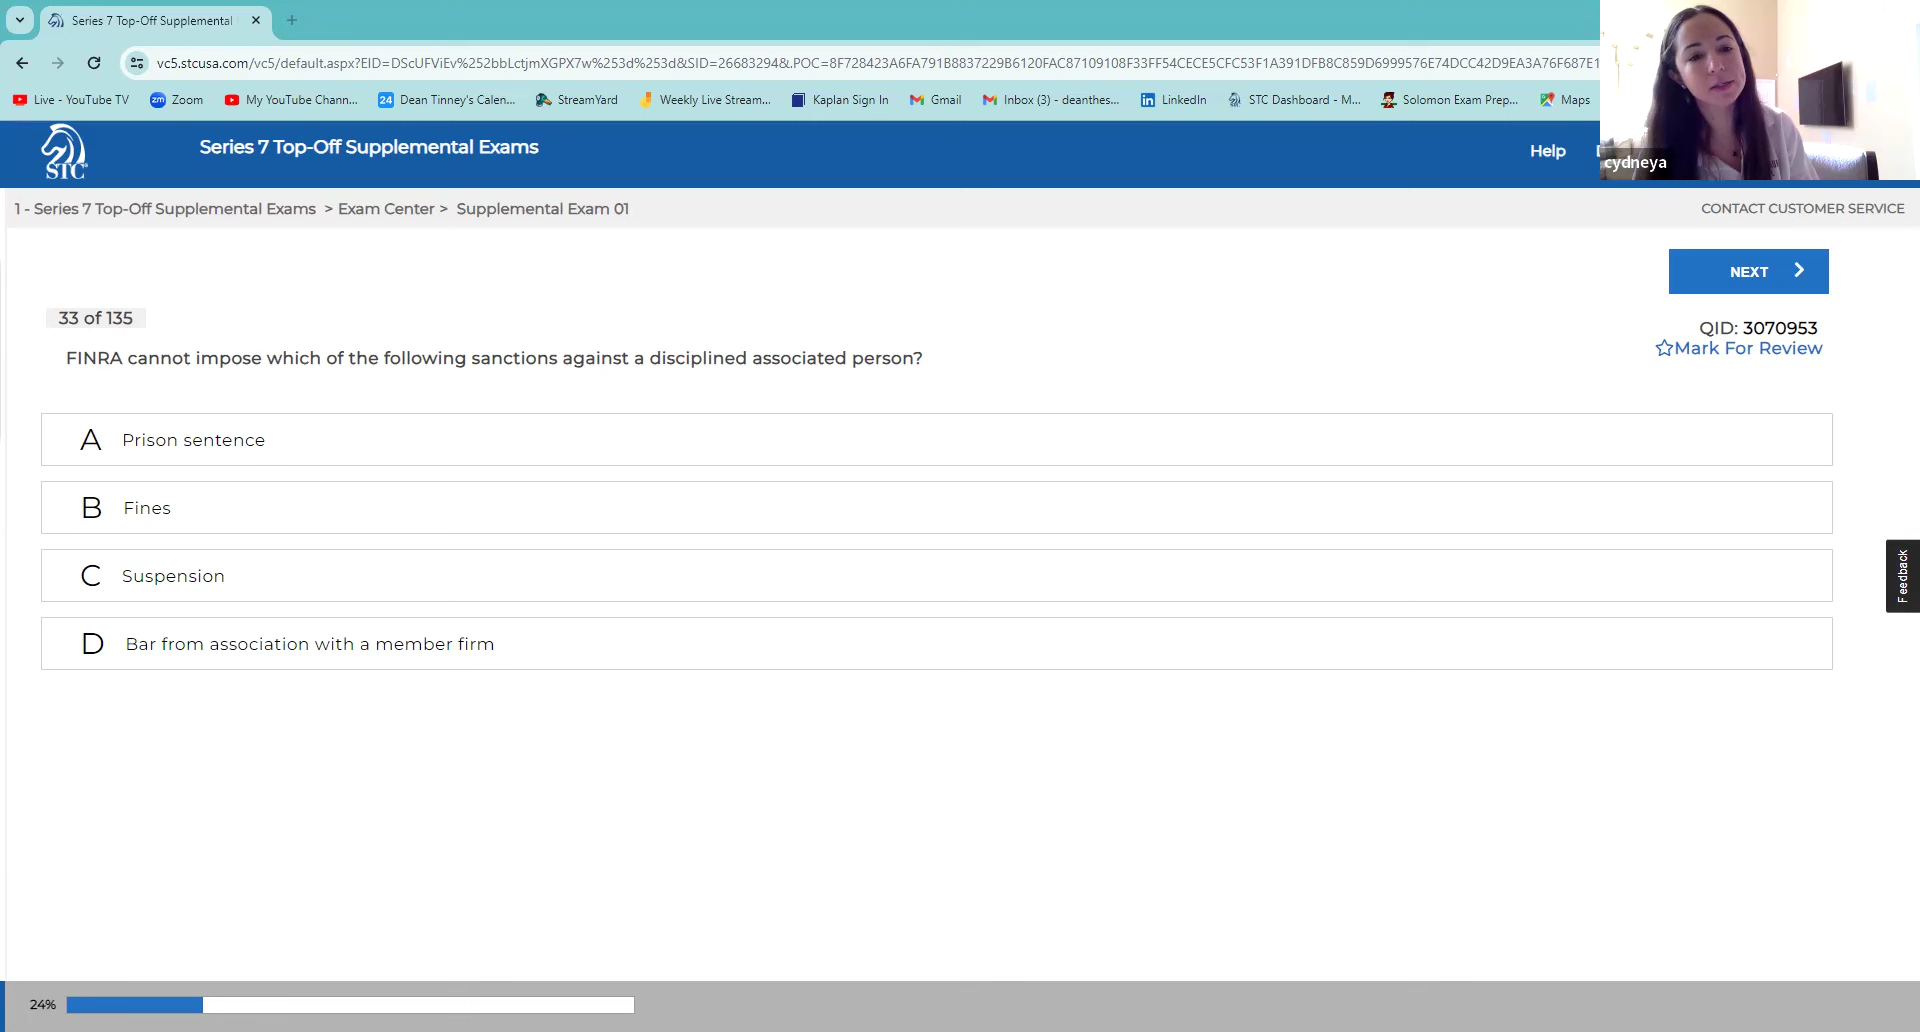 Series 7 Top-Off Supplemental
vc5.stcusa.com/vc5/default.aspx?EID=DScUFViEv%252bbLctjmXGPX7w%253d%253d&SID=26683294&.POC=8F728423A6FA791B8837229B6120FAC87109108F33FF54CECE5CFC53F1A391DFB8C859D6999576E74DCC42D9EA3A76F687E1
Live - YouTube TV
Zoom
My YouTube Chann...
24 Dean Tinney's Calen...
StreamYard
Weekly Live Stream...
Kaplan Sign In
Gmail
Inbox (3) - deanthes...
LinkedIn
STC Dashboard - M...
Solomon Exam Prep...
Maps
STC
Series 7 Top-Off Supplemental Exams
Help
cydneya
1 - Series 7 Top-Off Supplemental Exams > Exam Center > Supplemental Exam 01
CONTACT CUSTOMER SERVICE
NEXT
33 of 135
QID: 3070953
Mark For Review
FINRA cannot impose which of the following sanctions against a disciplined associated person?
A Prison sentence
B Fines
C Suspension
D Bar from association with a member firm
Feedback
24%